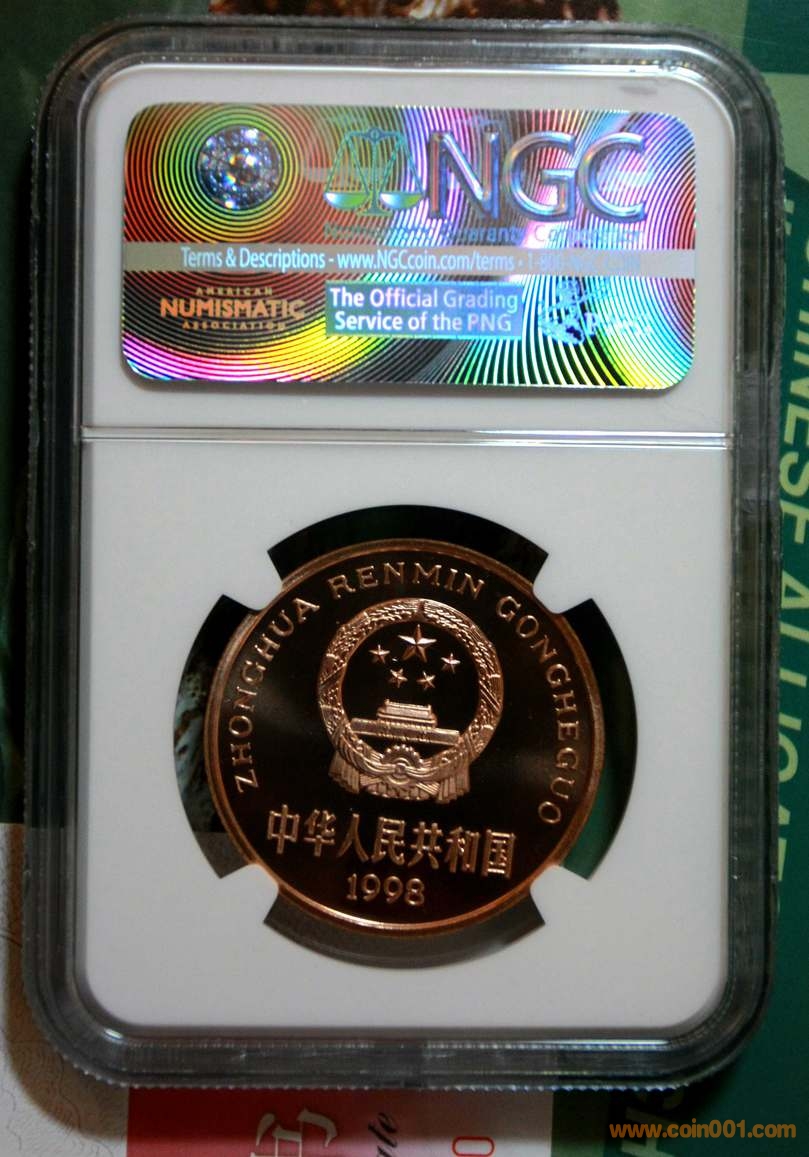 NGC
Terms & Descriptions - www.NGCcoin.com/terms •
AMERICAN
NUMISMATIC
ASSOCIATION
The Official Grading
Service of the PNG
ZHONGHUA RENMIN GONGHEGUO
中华人民共和国
1998
www.coin001.com